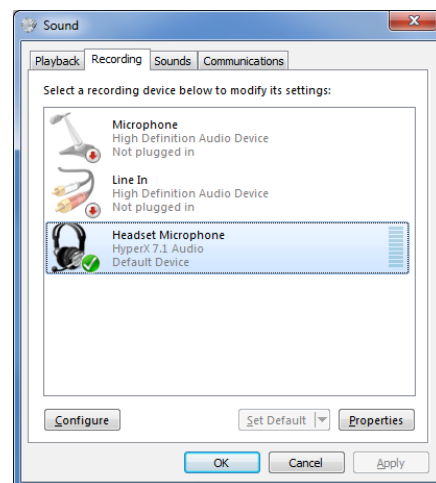 Sound
Playback Recording Sounds Communications
Select a recording device below to modify its settings:
Microphone
High Definition Audio Device
Not plugged in
Line In
High Definition Audio Device
Not plugged in
Headset Microphone
HyperX 7.1 Audio
Default Device
Configure Set Default Properties
OK Cancel Apply